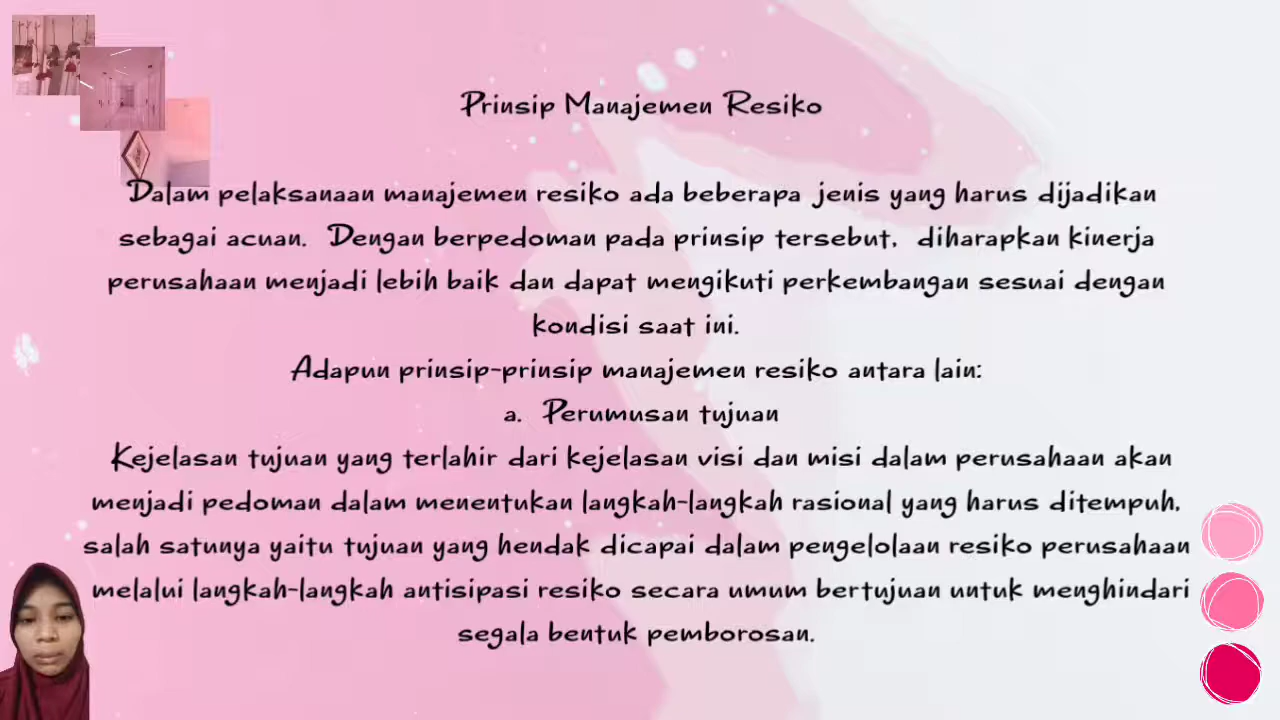 Prinsip Manajemen Resiko
Dalam pelaksanaan manajemen resiko ada beberapa jenis yang harus dijadikan
sebagai acuan. Dengan berpedoman pada prinsip tersebut, diharapkan kinerja
perusahaan menjadi lebih baik dan dapat mengikuti perkembangan sesuai dengan
kondisi saat ini.
Adapun prinsip-prinsip manajemen resiko antara lain:
a. Perumusan tujuan
Kejelasan tujuan yang terlahir dari kejelasan visi dan misi dalam perusahaan akan
menjadi pedoman dalam menentukan langkah-langkah rasional yang harus ditempuh,
salah satunya yaitu tujuan yang hendak dicapai dalam pengelolaan resiko perusahaan
melalui langkah-langkah antisipasi resiko secara umum bertujuan untuk menghindari
segala bentuk pemborosan.